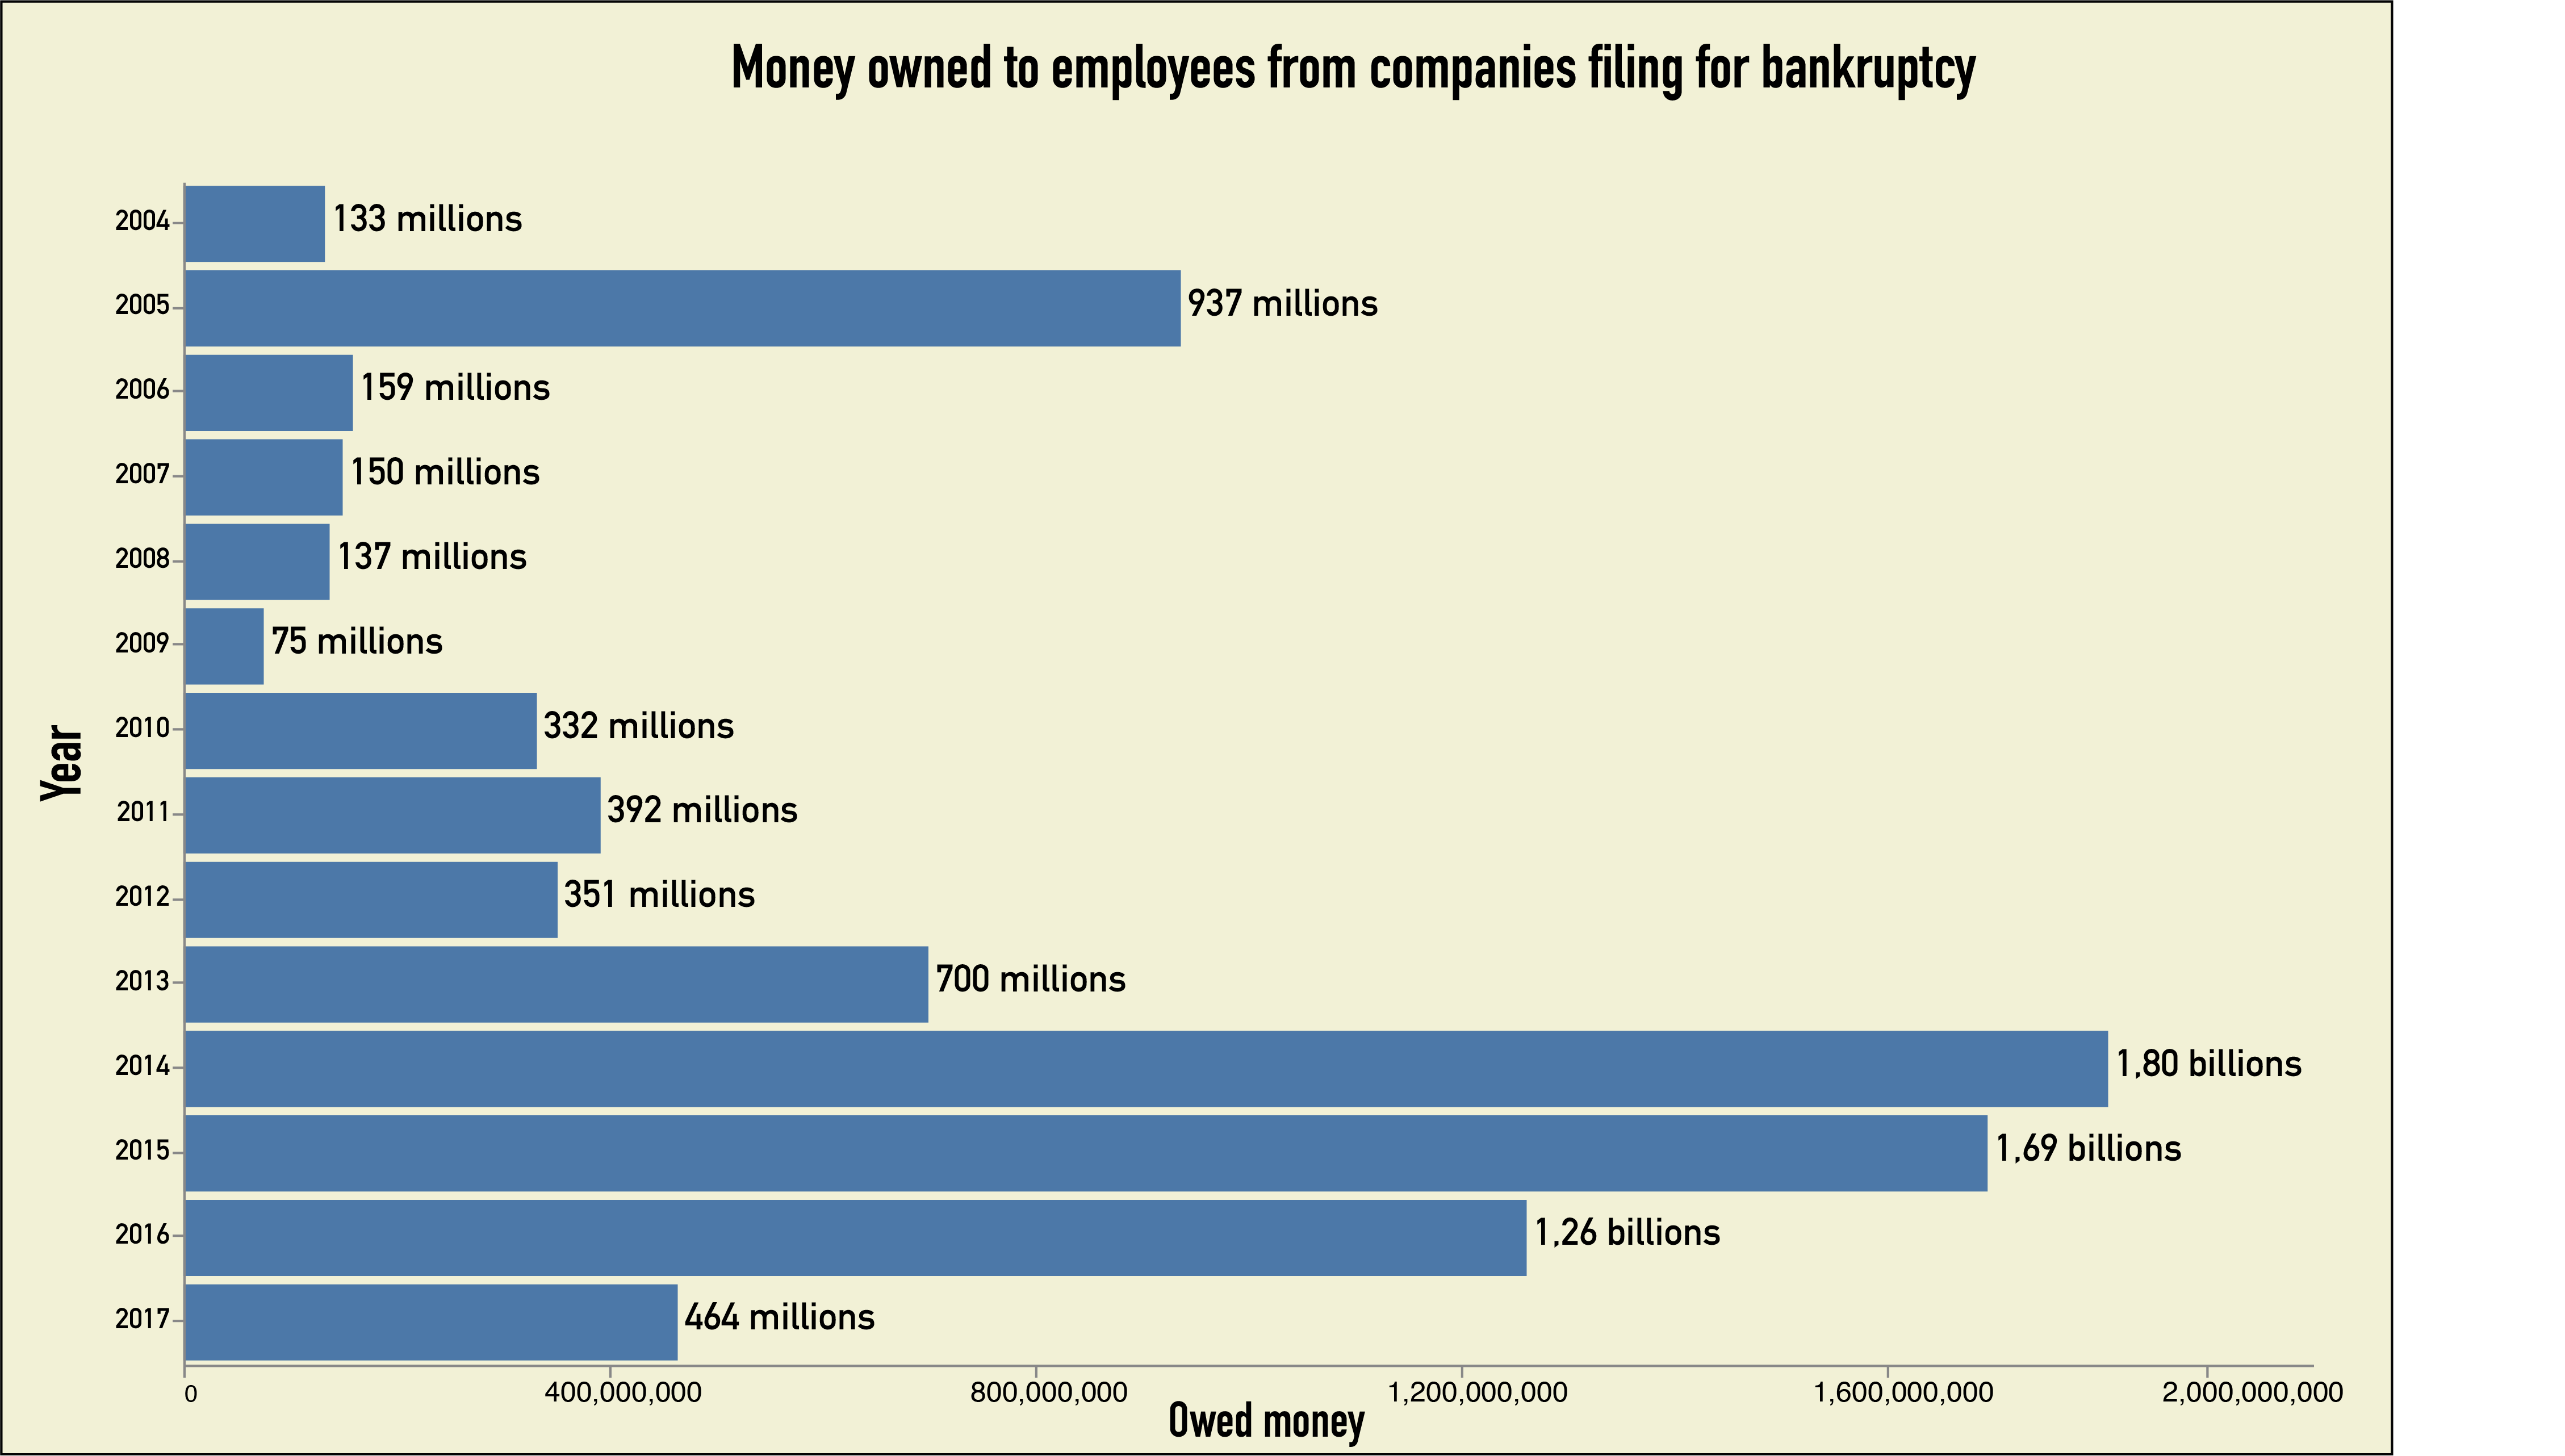 Money owned to employees from companies filing for bankruptcy
2004 133 millions
2005 937 millions
2006 159 millions
2007 150 millions
2008 137 millions
2009 75 millions
2010 332 millions
Year
2011 392 millions
2012 351 millions
2013 700 millions
2014 1,80 billions
2015 1,69 billions
2016 1,26 billions
2017 464 millions
0 400,000,000 800,000,000 1,200,000,000 1,600,000,000 2,000,000,000
Owed money